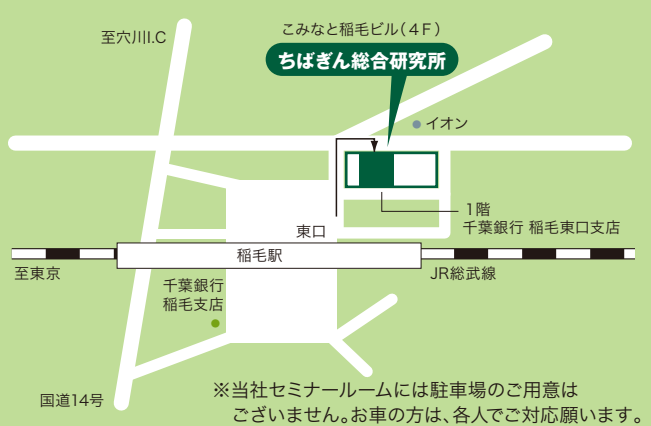 至穴川I.C
こみなと稲毛ビル(4F)
ちばぎん総合研究所
イオン
1階
千葉銀行 稲毛東口支店
東口
稲毛駅
至東京
JR総武線
千葉銀行
稲毛支店
国道14号
※当社セミナールームには駐車場のご用意は
ございません。お車の方は、各人でご対応願います。